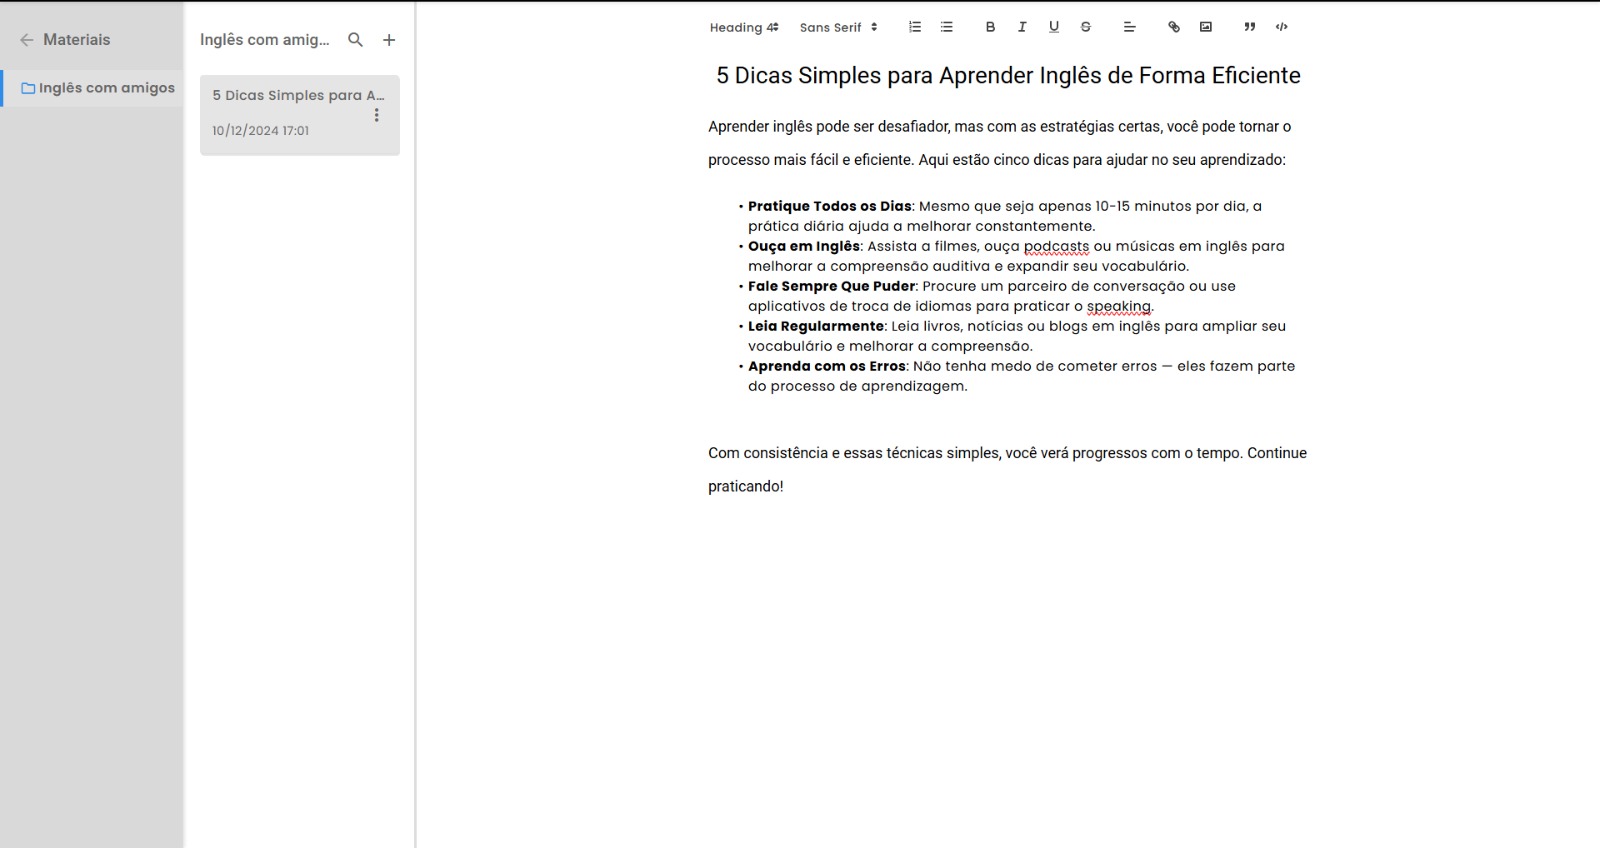 Materiais
Inglês com amigos
Inglês com amig...
5 Dicas Simples para A...
10/12/2024 17:01
Heading 4
Sans Serif
B I U S
5 Dicas Simples para Aprender Inglês de Forma Eficiente
Aprender inglês pode ser desafiador, mas com as estratégias certas, você pode tornar o
processo mais fácil e eficiente. Aqui estão cinco dicas para ajudar no seu aprendizado:
• Pratique Todos os Dias: Mesmo que seja apenas 10-15 minutos por dia, a
prática diária ajuda a melhorar constantemente.
• Ouça em Inglês: Assista a filmes, ouça podcasts ou músicas em inglês para
melhorar a compreensão auditiva e expandir seu vocabulário.
• Fale Sempre Que Puder: Procure um parceiro de conversação ou use
aplicativos de troca de idiomas para praticar o speaking.
• Leia Regularmente: Leia livros, notícias ou blogs em inglês para ampliar seu
vocabulário e melhorar a compreensão.
• Aprenda com os Erros: Não tenha medo de cometer erros — eles fazem parte
do processo de aprendizagem.
Com consistência e essas técnicas simples, você verá progressos com o tempo. Continue
praticando!